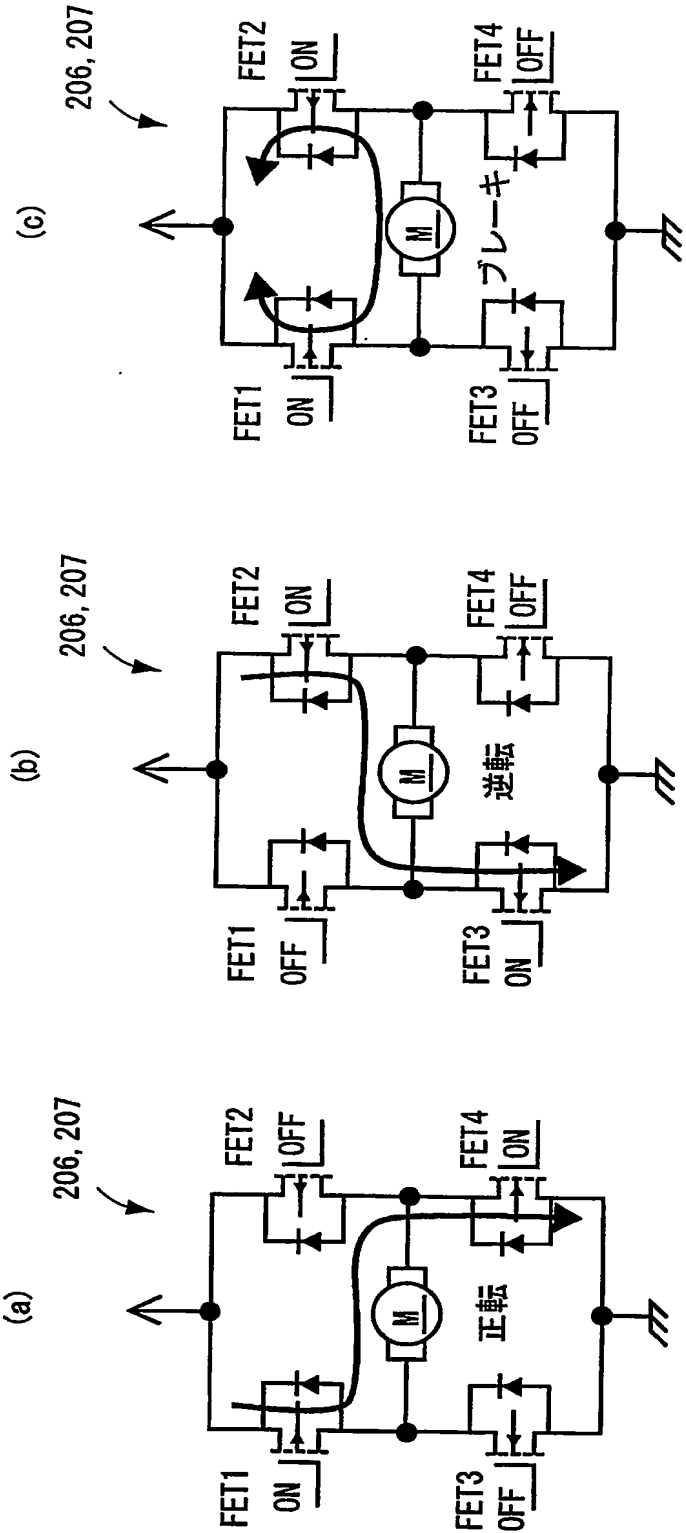 (a)
206, 207
FET1
ON
FET2
OFF
M
正転
FET3
OFF
FET4
ON
(b)
206, 207
FET1
OFF
FET2
ON
M
逆転
FET3
ON
FET4
OFF
(c)
206, 207
FET1
ON
FET2
ON
M
ブレーキ
FET3
OFF
FET4
OFF